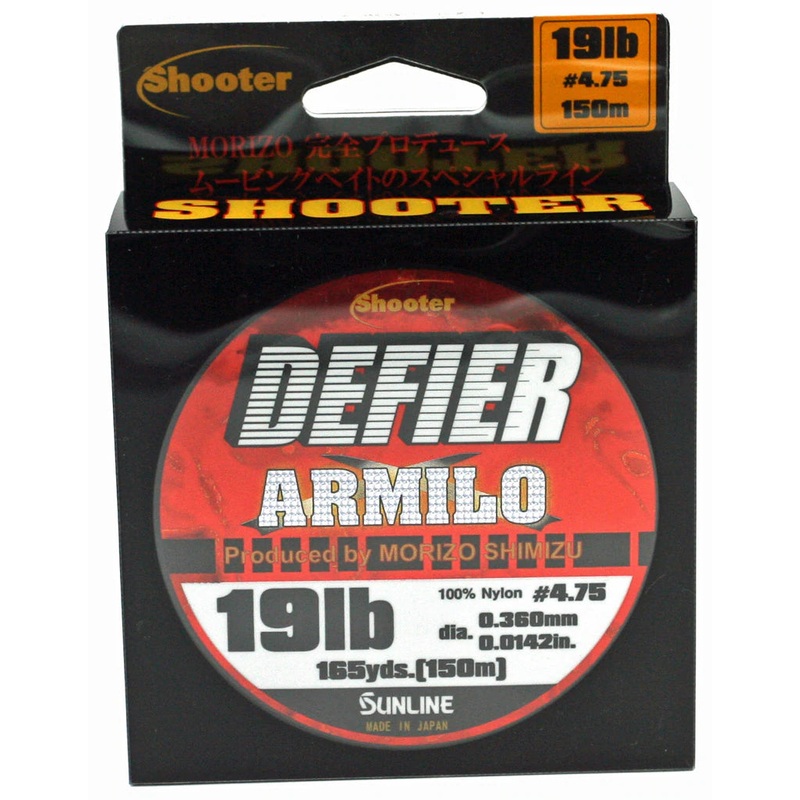 Shooter
19lb
#4.75
150m
MORIZO 完全プロデュース
ムービングベイトのスペシャルライン
SHOOTER
Shooter
DEFIER
ARMILO
Produced by MORIZO SHIMIZU
19lb
100% Nylon #4.75
dia. 0.360mm
0.0142in.
165yds.(150m)
SUNLINE
MADE IN JAPAN